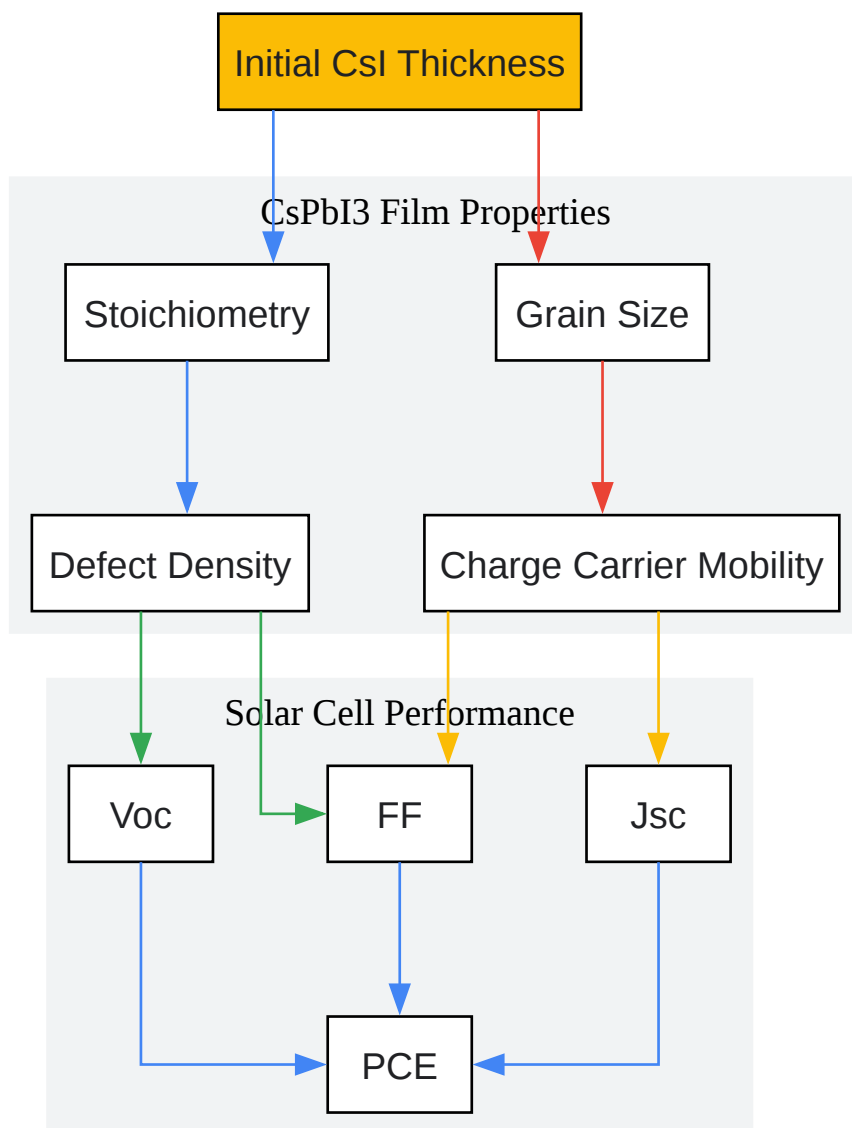 Initial CsI Thickness
CsPbI3 Film Properties
Stoichiometry
Grain Size
Defect Density
Charge Carrier Mobility
Solar Cell Performance
Voc
FF
Jsc
PCE